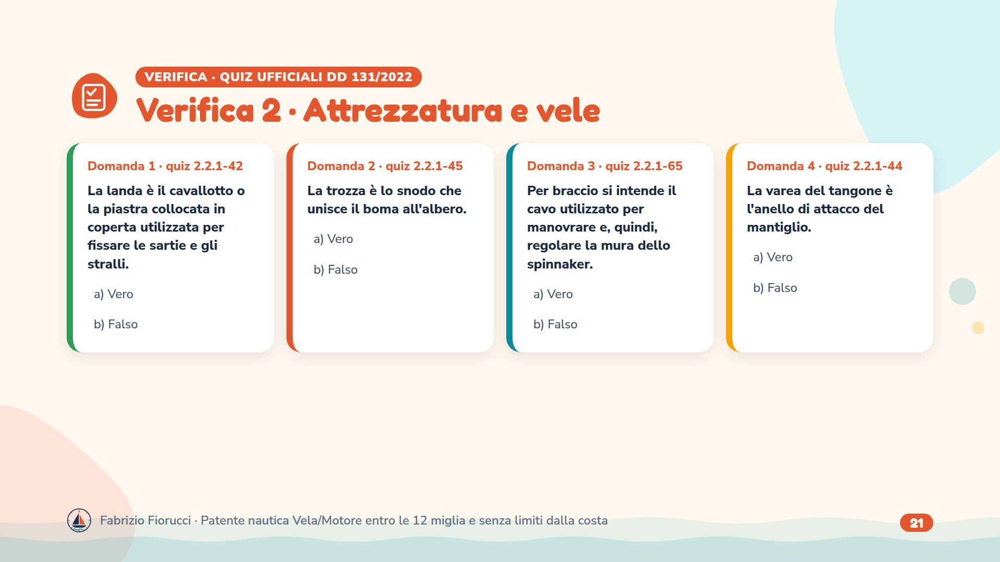 VERIFICA · QUIZ UFFICIALI DD 131/2022
Verifica 2 · Attrezzatura e vele
Domanda 1 · quiz 2.2.1-42
La landa è il cavallotto o
la piastra collocata in
coperta utilizzata per
fissare le sartie e gli
stralli.
a) Vero
b) Falso
Domanda 2 · quiz 2.2.1-45
La trozza è lo snodo che
unisce il boma all'albero.
a) Vero
b) Falso
Domanda 3 · quiz 2.2.1-65
Per braccio si intende il
cavo utilizzato per
manovrare e, quindi,
regolare la mura dello
spinnaker.
a) Vero
b) Falso
Domanda 4 · quiz 2.2.1-44
La varea del tangone è
l'anello di attacco del
mantiglio.
a) Vero
b) Falso
Fabrizio Fiorucci · Patente nautica Vela/Motore entro le 12 miglia e senza limiti dalla costa
21